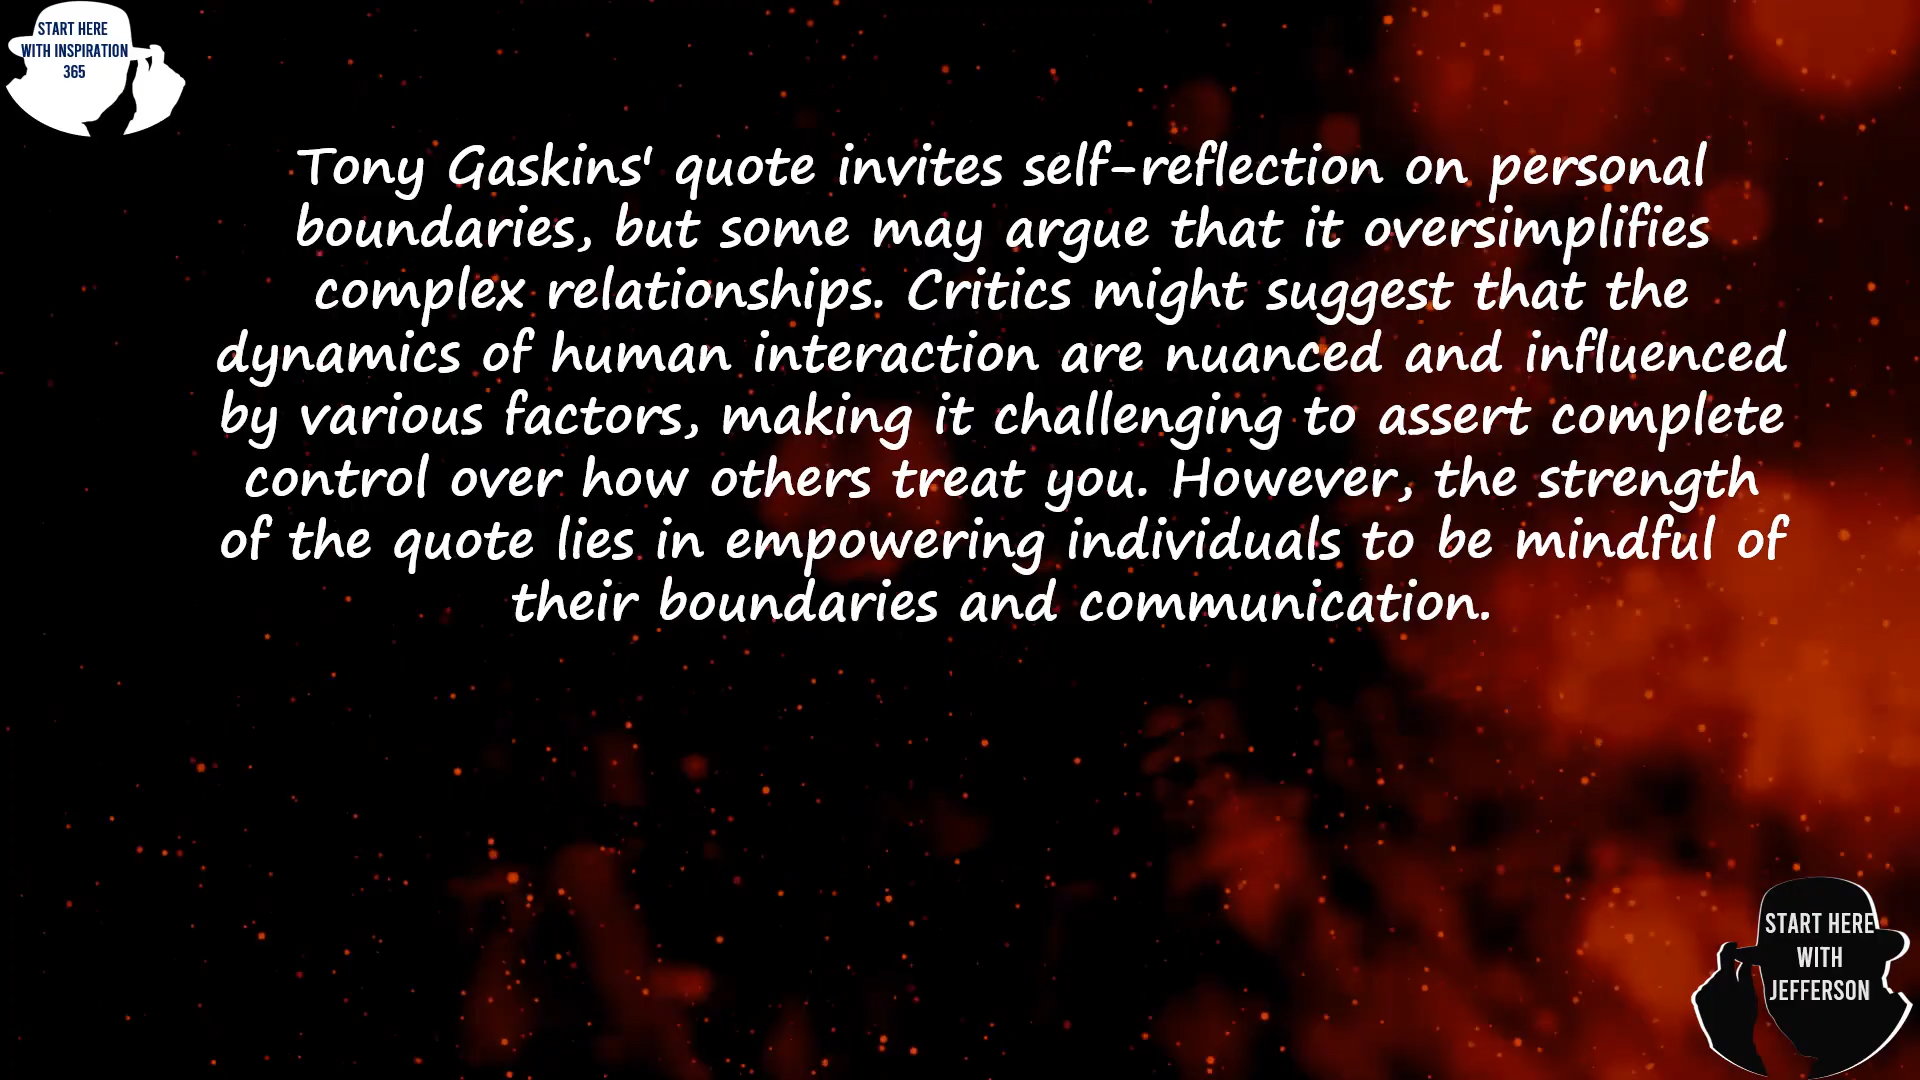 START HERE
WITH INSPIRATION
365
Tony Gaskins' quote invites self-reflection on personal
boundaries, but some may argue that it oversimplifies
complex relationships. Critics might suggest that the
dynamics of human interaction are nuanced and influenced
by various factors, making it challenging to assert complete
control over how others treat you. However, the strength
of the quote lies in empowering individuals to be mindful of
their boundaries and communication.
START HERE
WITH
JEFFERSON